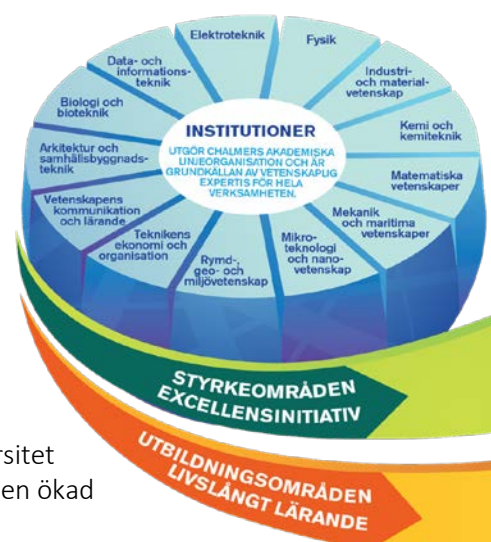 Elektroteknik
Fysik
Industri-
och material-
vetenskap
Kemi och
kemiteknik
Matematiska
vetenskaper
Mekanik
och maritima
vetenskaper
Mikro-
teknologi
och nano-
vetenskap
Rymd-,
geo- och
miljövetenskap
Teknikens
ekonomi och
organisation
Vetenskapens
kommunikation
och lärande
Arkitektur och
samhällsbyggnads-
teknik
Biologi och
bioteknik
Data- och
informations-
teknik
INSTITUTIONER
UTGÖR CHALMERS AKADEMISKA
LINJEORGANISATION OCH ÄR
GRUNDKÄLLAN AV VETENSKAPLIG
EXPERTIS FÖR HELA
VERKSAMHETEN.
STYRKEOMRÅDEN
EXCELLENSINITIATIV
UTBILDNINGSOMRÅDEN
LIVSLÅNGT LÄRANDE
rsitet
en ökad